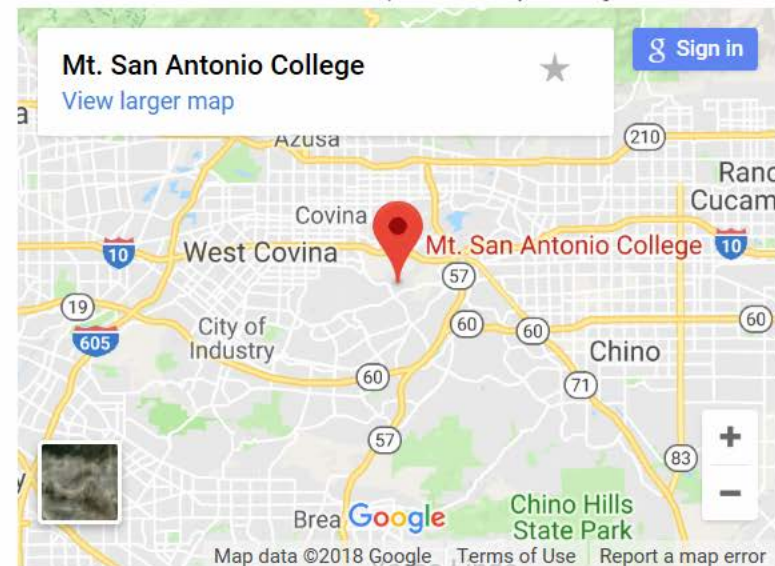 Mt. San Antonio College
View larger map
g Sign in
a
Azusa
210
Ranc
Cucam
Covina
Mt. San Antonio College
10
10
West Covina
57
19
60
60
60
City of
Industry
605
Chino
60
71
57
83
Brea
Google
Chino Hills
State Park
+
−
Map data ©2018 Google
Terms of Use
Report a map error